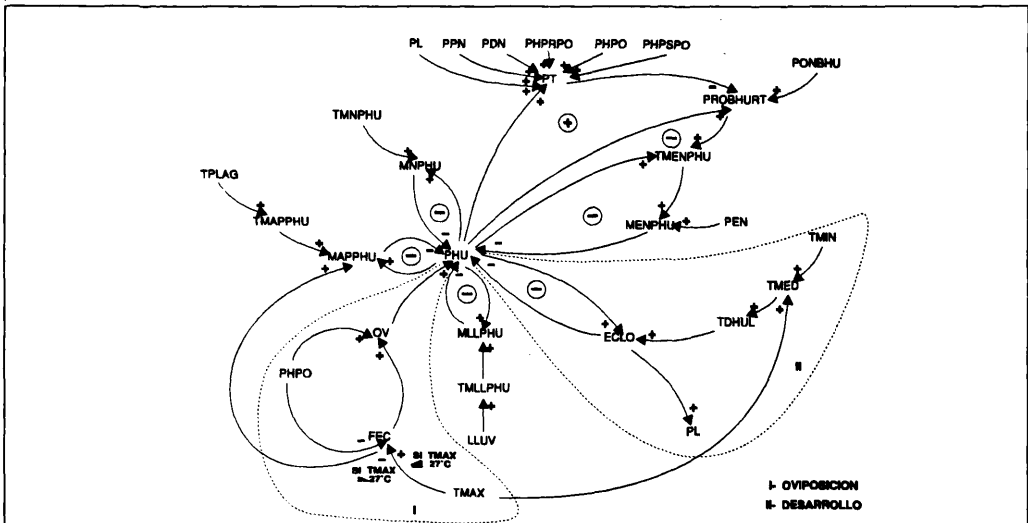 PL PPN PDN PHPRPO PHPO PHPSPO
PT
PONBHU
PROBHURT
TMNPHU
MNPHU
TMENPHU
TPLAG
TMAPPHU
MENPHU
PEN
MAPPHU
PHU
TMIN
TMED
OV
MLLPHU
ECLO
TDHUL
PHPO
TMLLPHU
II
PL
FEC
LLUV
SI TMAX
27°C
SI TMAX
27°C
TMAX
I
I- OVIPOSICION
II- DESARROLLO